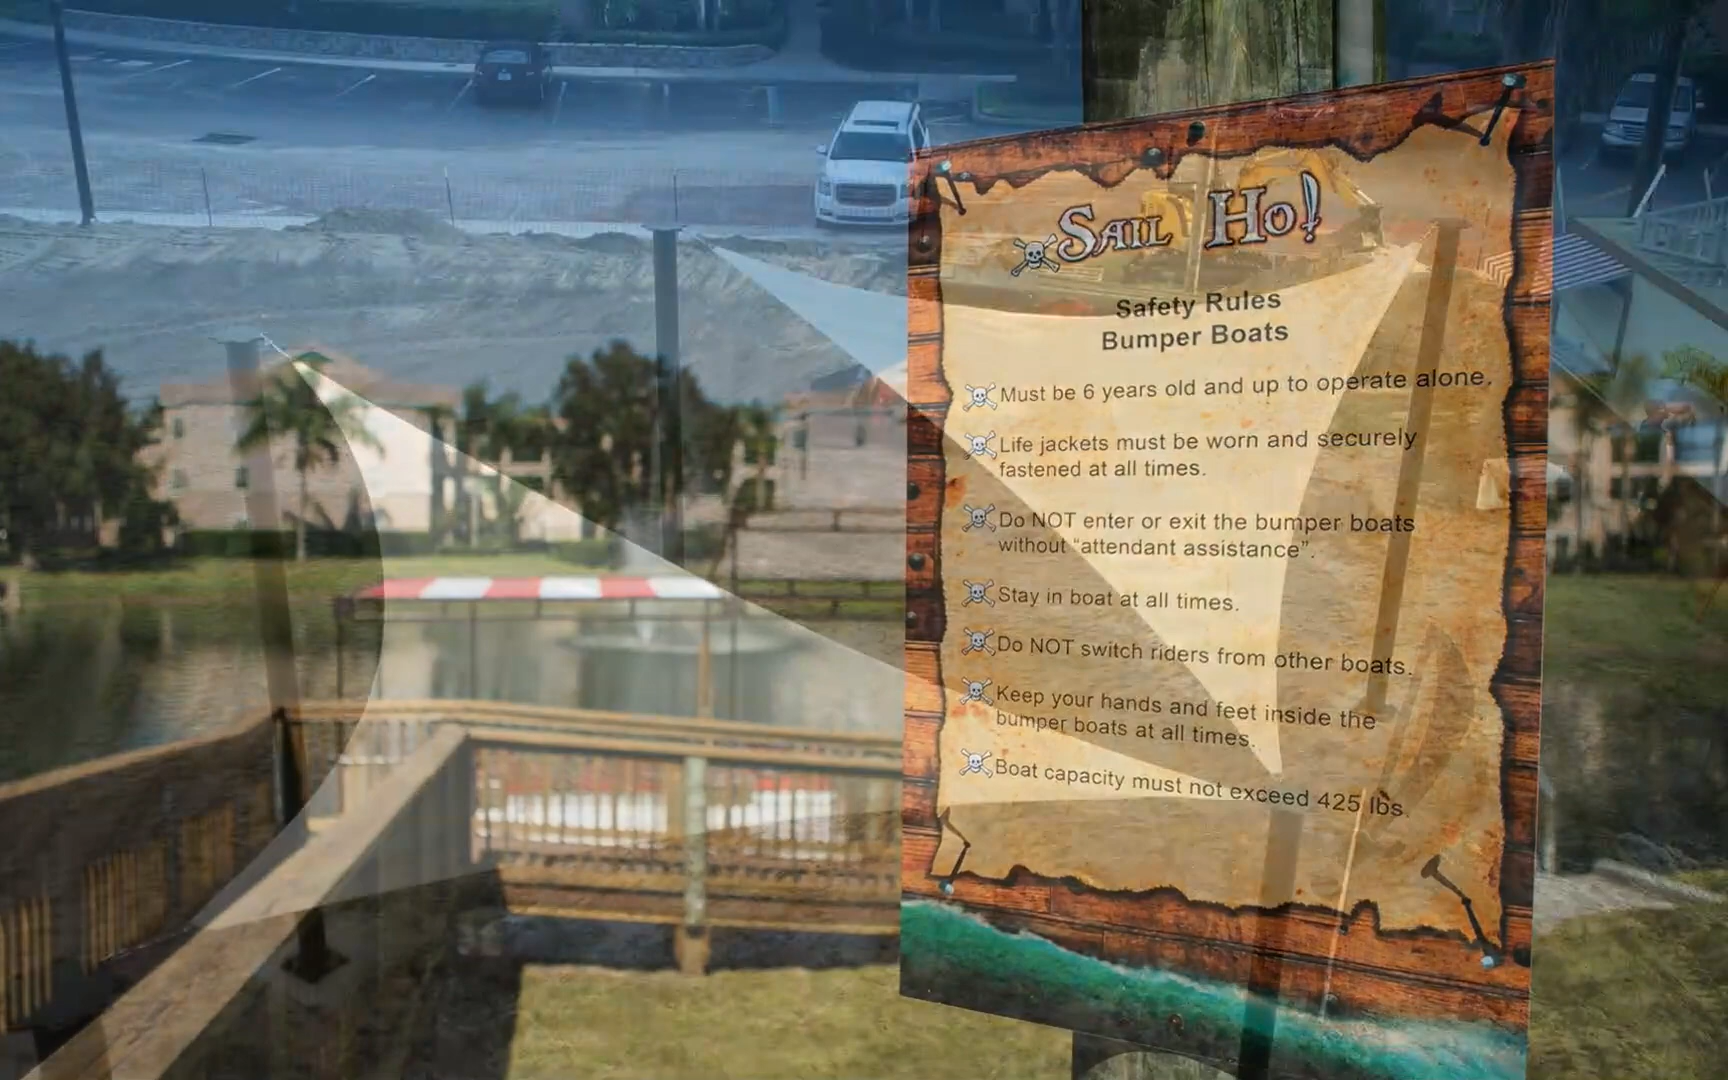 Sail Ho!
Safety Rules
Bumper Boats
Must be 6 years old and up to operate alone.
Life jackets must be worn and securely
fastened at all times.
Do NOT enter or exit the bumper boats
without "attendant assistance".
Stay in boat at all times.
Do NOT switch riders from other boats.
Keep your hands and feet inside the
bumper boats at all times.
Boat capacity must not exceed 425 lbs.